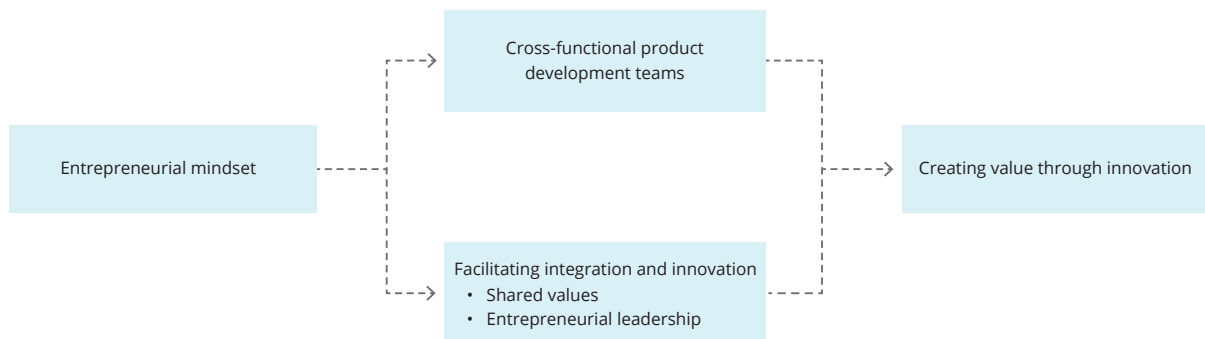 Cross-functional product
development teams
Entrepreneurial mindset
Creating value through innovation
Facilitating integration and innovation
• Shared values
• Entrepreneurial leadership